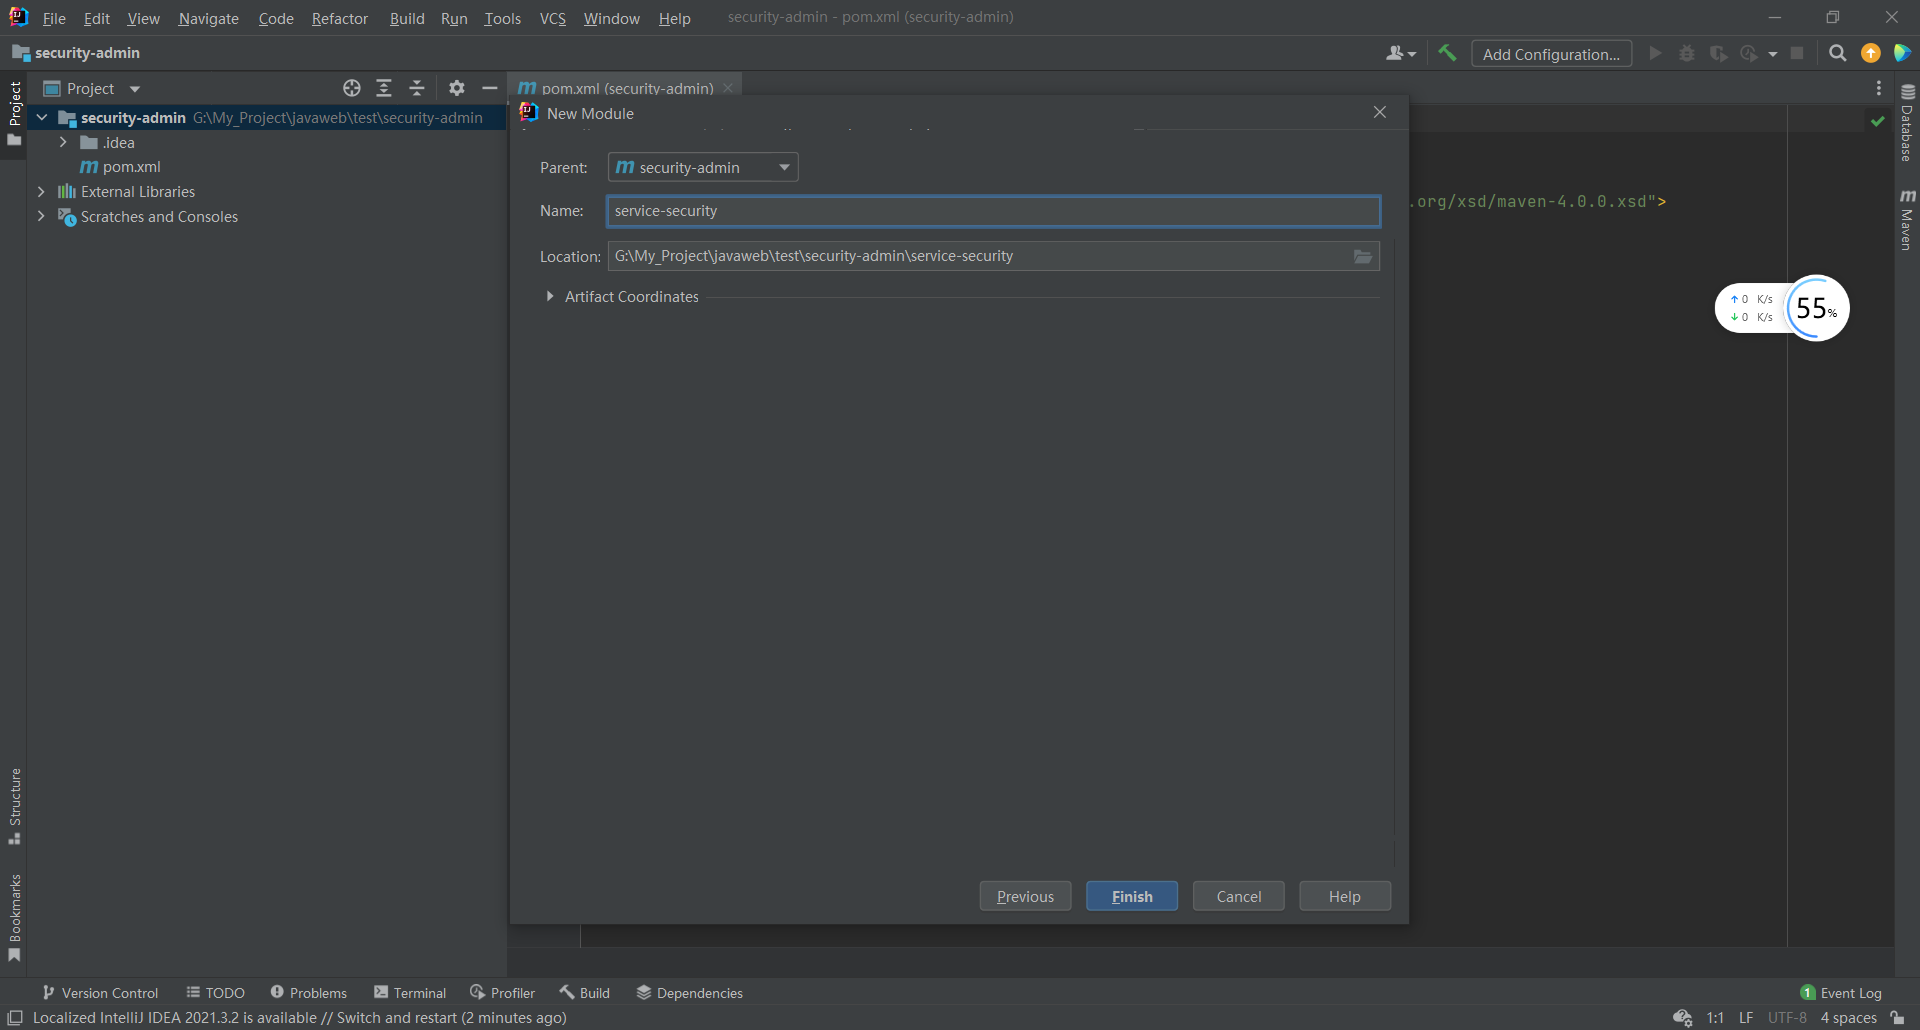 File Edit View Navigate Code Refactor Build Run Tools VCS Window Help security-admin - pom.xml (security-admin)
security-admin
Add Configuration...
Project
Project
pom.xml (security-admin)
security-admin G:\My_Project\javaweb\test\security-admin
.idea
pom.xml
External Libraries
Scratches and Consoles
New Module
Parent: security-admin
Name: service-security
Location: G:\My_Project\javaweb\test\security-admin\service-security
Artifact Coordinates
.org/xsd/maven-4.0.0.xsd">
0 K/s
0 K/s
55%
Database
Maven
Structure
Bookmarks
Previous Finish Cancel Help
Version Control TODO Problems Terminal Profiler Build Dependencies
1 Event Log
Localized IntelliJ IDEA 2021.3.2 is available // Switch and restart (2 minutes ago)
1:1 LF UTF-8 4 spaces